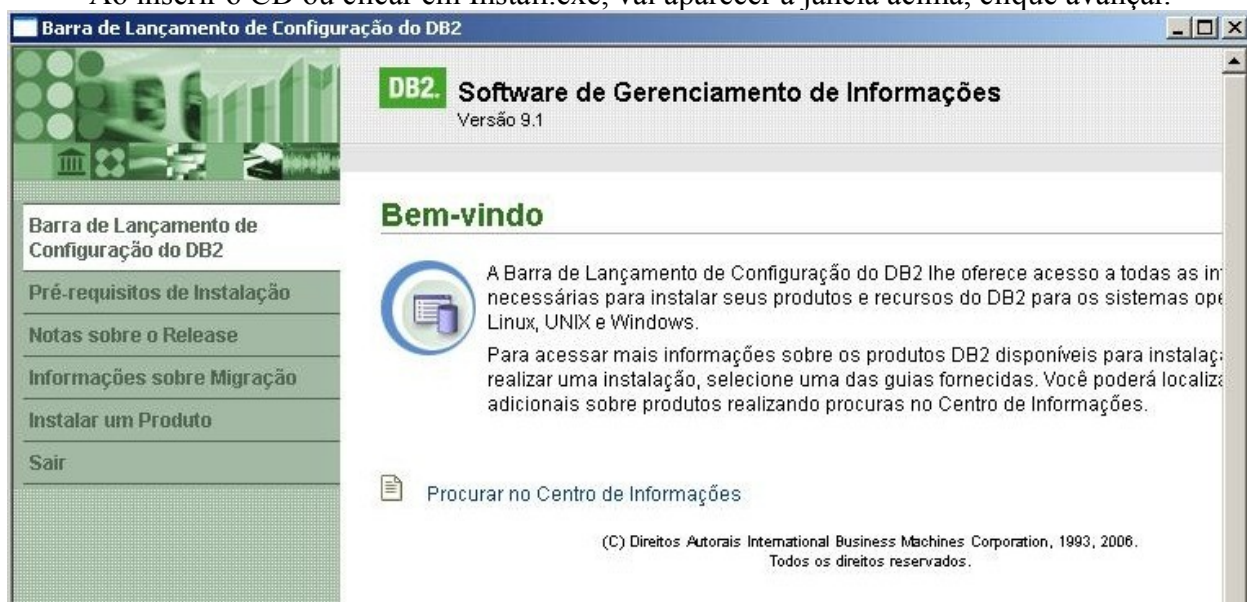 Ao inserir o CD ou clicar em Install.exe, vai aparecer a janela acima, clique avançar.
Barra de Lançamento de Configuração do DB2
DB2. Software de Gerenciamento de Informações
Versão 9.1
Barra de Lançamento de
Configuração do DB2
Pré-requisitos de Instalação
Notas sobre o Release
Informações sobre Migração
Instalar um Produto
Sair
Bem-vindo
A Barra de Lançamento de Configuração do DB2 lhe oferece acesso a todas as in
necessárias para instalar seus produtos e recursos do DB2 para os sistemas ope
Linux, UNIX e Windows.
Para acessar mais informações sobre os produtos DB2 disponíveis para instalaç
realizar uma instalação, selecione uma das guias fornecidas. Você poderá localiza
adicionais sobre produtos realizando procuras no Centro de Informações.
Procurar no Centro de Informações
(C) Direitos Autorais International Business Machines Corporation, 1993, 2006.
Todos os direitos reservados.